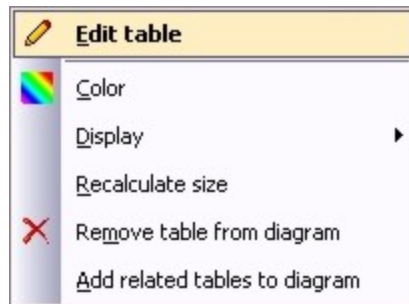 Edit table
Color
Display
Recalculate size
Remove table from diagram
Add related tables to diagram